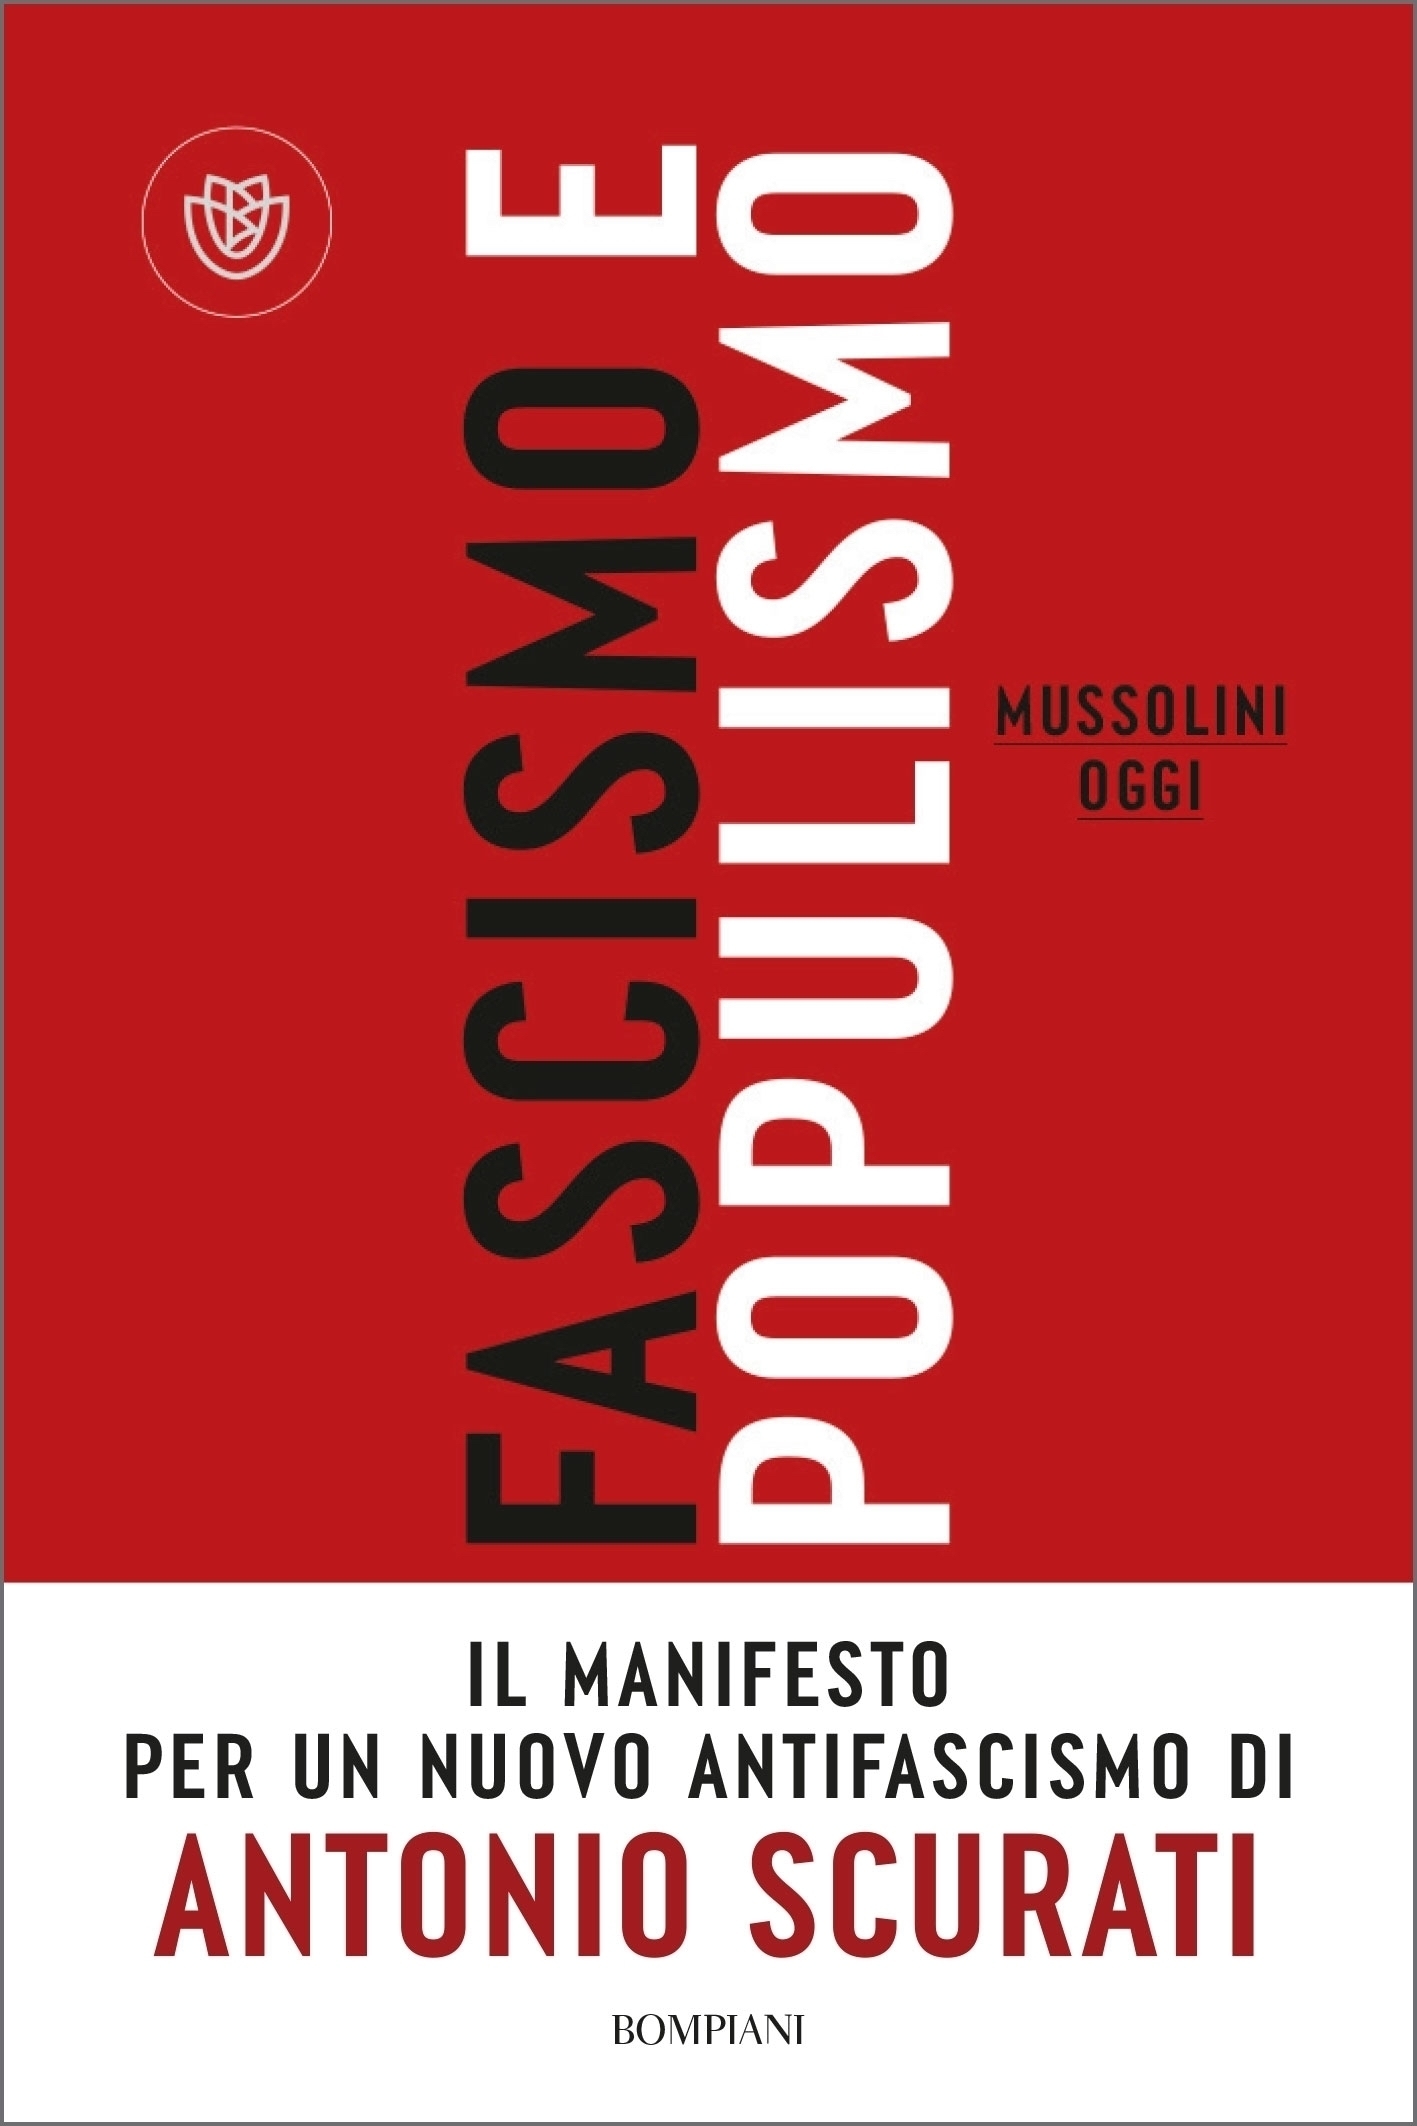 FASCISMO E
POPULISMO
MUSSOLINI
OGGI
IL MANIFESTO
PER UN NUOVO ANTIFASCISMO DI
ANTONIO SCURATI
BOMPIANI